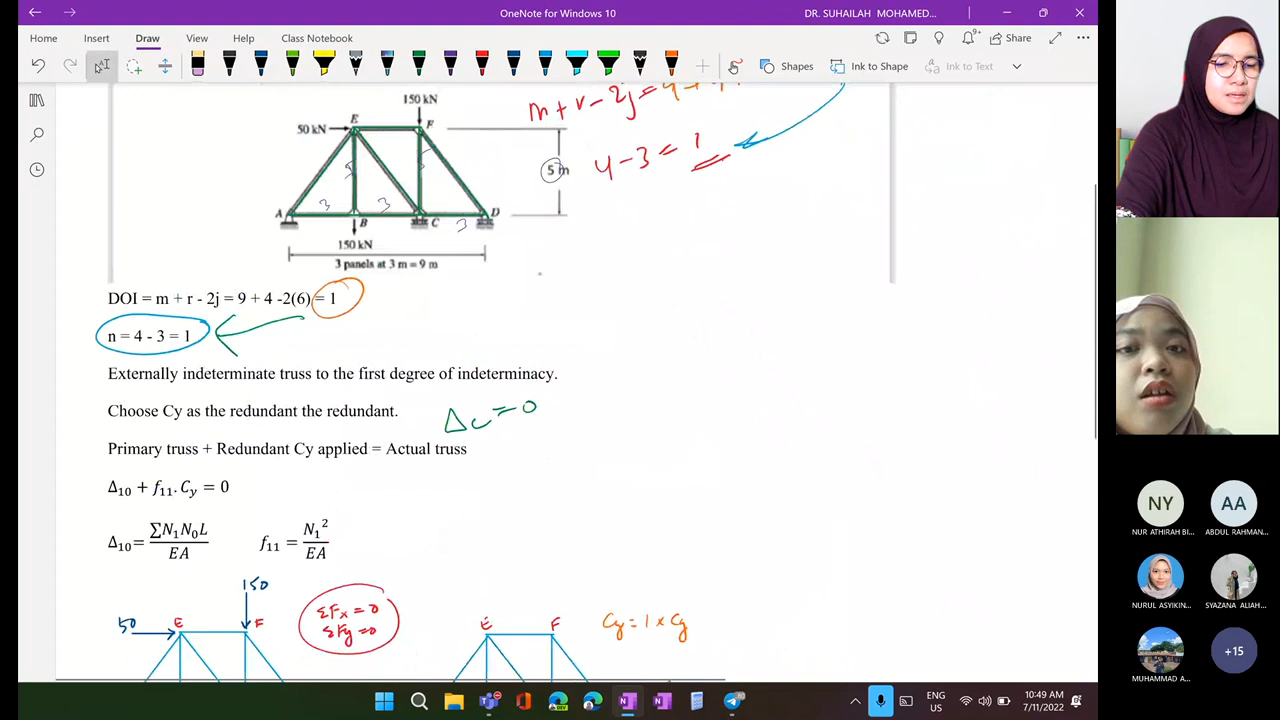 OneNote for Windows 10
DR. SUHAILAH MOHAMED...
Home
Insert
Draw
View
Help
Class Notebook
9+
Share
Shapes
Ink to Shape
Ink to Text
m + r - 2j =
4 - 3 = 1
150 kN
50 kN
E
F
5 m
3
3
3
A
B
C
D
150 kN
3 panels at 3 m = 9 m
DOI = m + r - 2j = 9 + 4 -2(6) = 1
n = 4 - 3 = 1
Externally indeterminate truss to the first degree of indeterminacy.
Choose Cy as the redundant the redundant.
Δc = 0
Primary truss + Redundant Cy applied = Actual truss
Δ₁₀ + f₁₁. Cy = 0
Δ₁₀= ∑N₁N₀L / EA
f₁₁ = N₁² / EA
150
50
E
F
ΣFx = 0
ΣFy = 0
E
F
Cy = 1 x Cy
NY
NUR ATHIRAH BI...
AA
ABDUL RAHMAN...
NURUL ASYIKIN...
SYAZANA ALIAH...
MUHAMMAD A...
+15
ENG
US
10:49 AM
7/11/2022